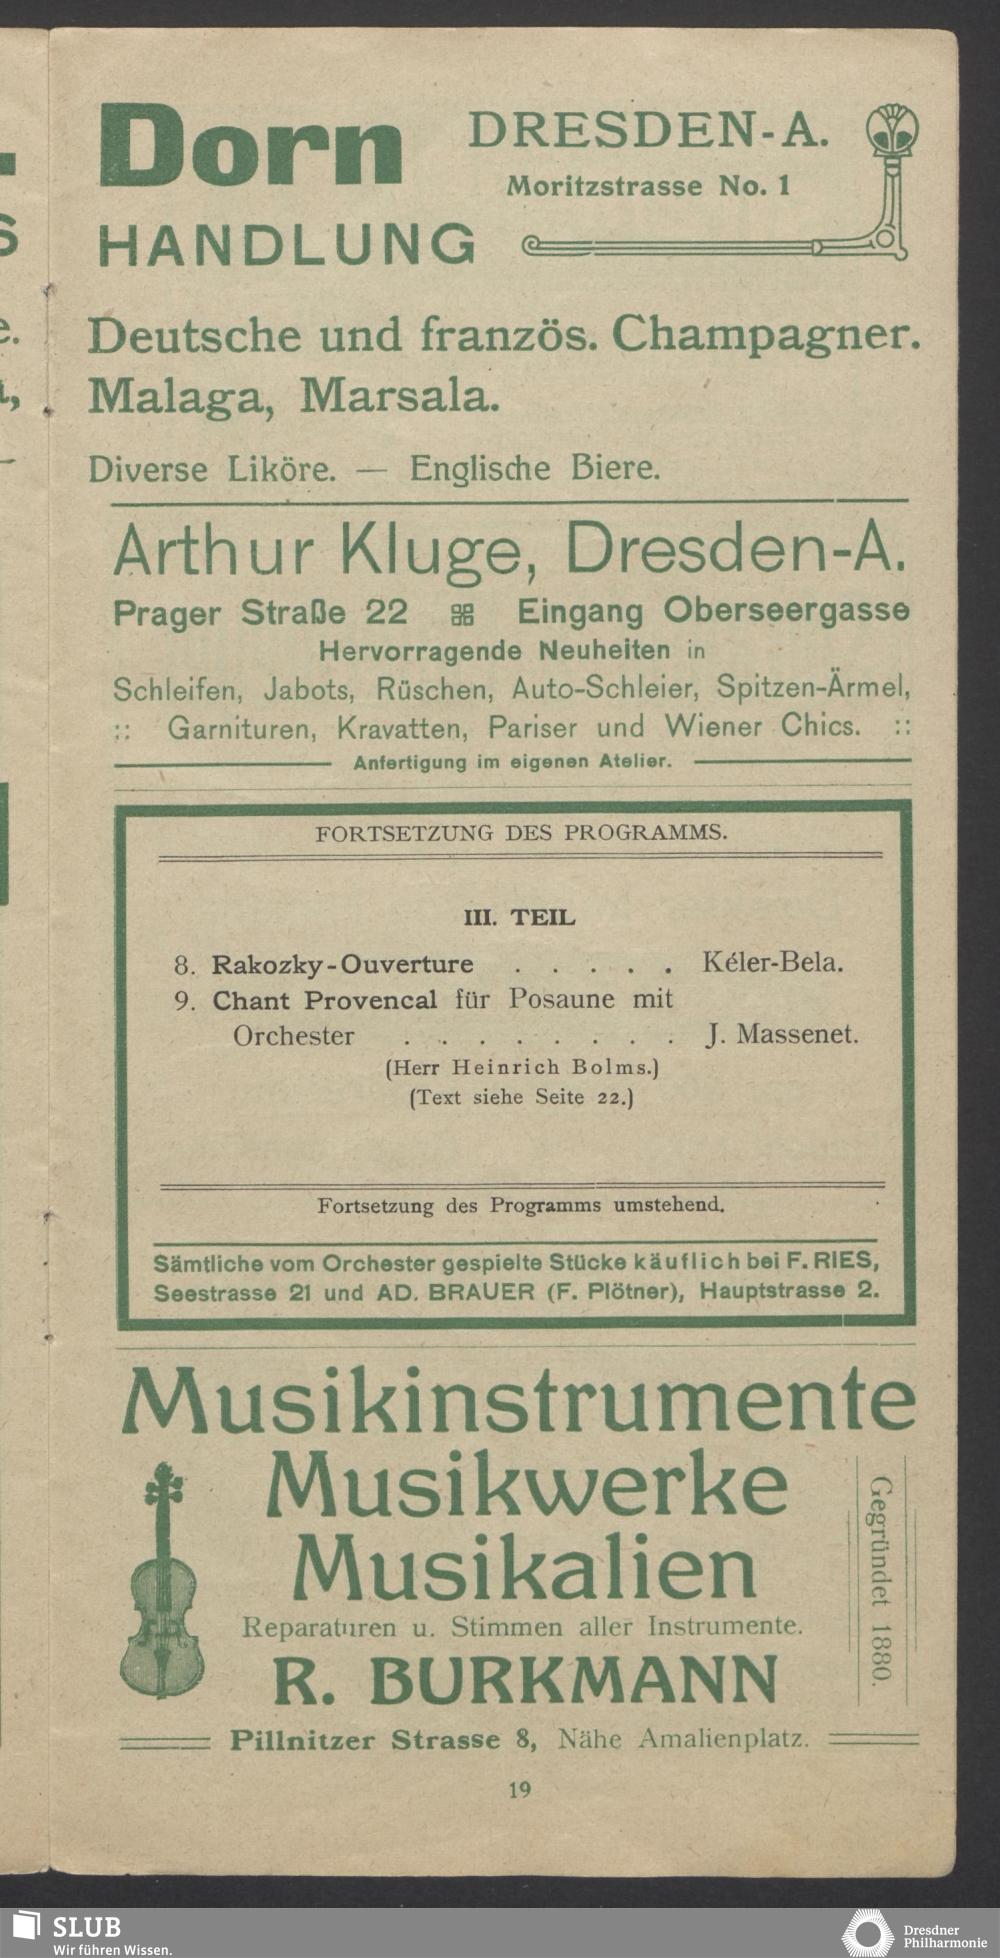 Dorn DRESDEN-A.
Moritzstrasse No. 1
HANDLUNG
Deutsche und französ. Champagner.
Malaga, Marsala.
Diverse Liköre. — Englische Biere.
Arthur Kluge, Dresden-A.
Prager Straße 22 Eingang Oberseergasse
Hervorragende Neuheiten in
Schleifen, Jabots, Rüschen, Auto-Schleier, Spitzen-Ärmel,
:: Garnituren, Kravatten, Pariser und Wiener Chics. ::
Anfertigung im eigenen Atelier.
FORTSETZUNG DES PROGRAMMS.
III. TEIL
8. Rakozky-Ouverture . . . . . Kéler-Bela.
9. Chant Provencal für Posaune mit
Orchester . . . . . . . . J. Massenet.
(Herr Heinrich Bolms.)
(Text siehe Seite 22.)
Fortsetzung des Programms umstehend.
Sämtliche vom Orchester gespielte Stücke käuflich bei F. RIES,
Seestrasse 21 und AD. BRAUER (F. Plötner), Hauptstrasse 2.
Musikinstrumente
Musikwerke
Musikalien
Gegründet 1880.
Reparaturen u. Stimmen aller Instrumente.
R. BURKMANN
Pillnitzer Strasse 8, Nähe Amalienplatz.
19
SLUB
Wir führen Wissen.
Dresdner
Philharmonie